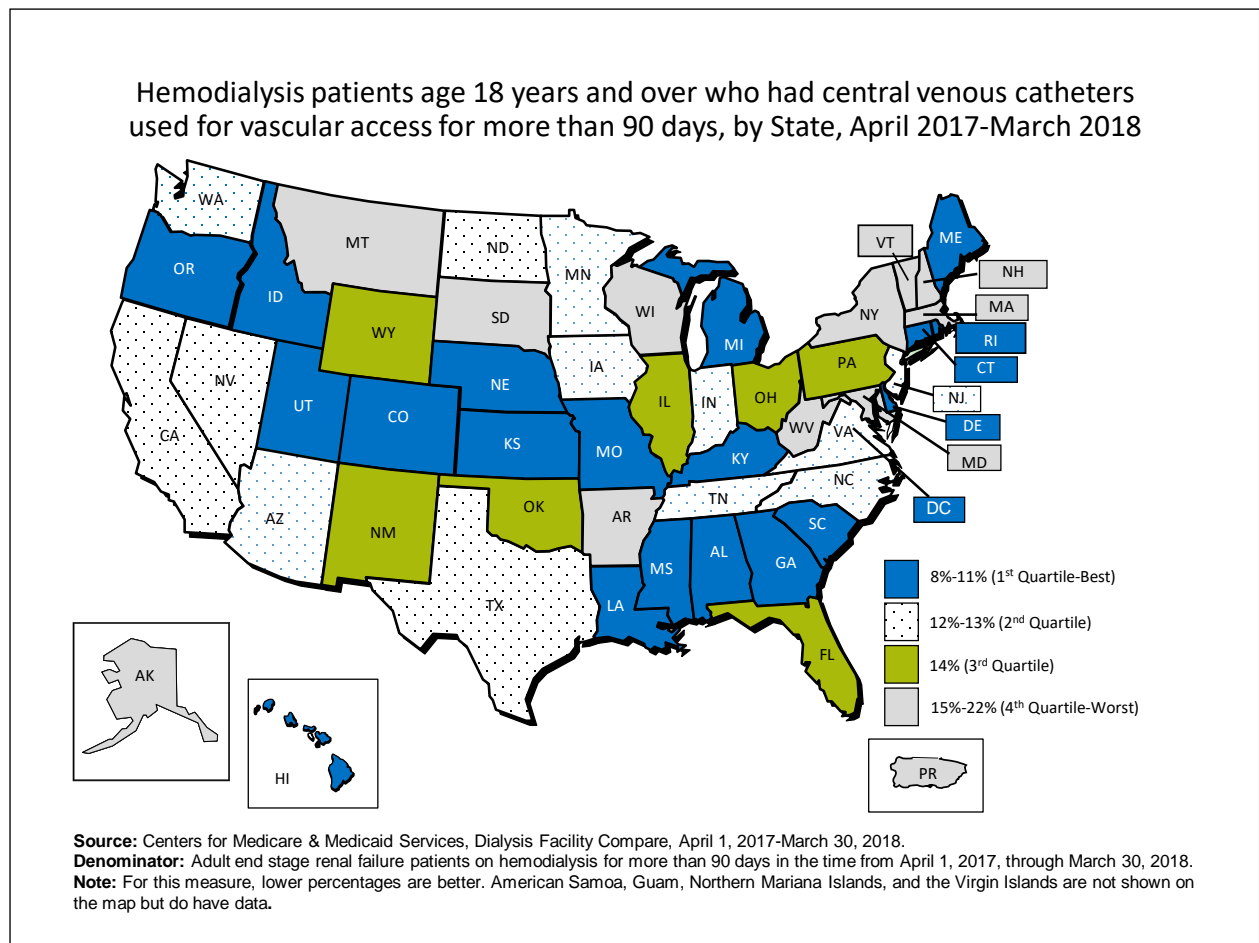 Hemodialysis patients age 18 years and over who had central venous catheters
used for vascular access for more than 90 days, by State, April 2017-March 2018
WA
MT
ND
MN
VT
ME
NH
OR
ID
WY
SD
WI
MI
NY
MA
RI
CT
NV
UT
CO
NE
IA
IL
IN
OH
PA
NJ
DE
MD
CA
KS
MO
KY
WV
VA
DC
AZ
NM
OK
AR
TN
NC
SC
TX
LA
MS
AL
GA
FL
8%-11% (1st Quartile-Best)
12%-13% (2nd Quartile)
14% (3rd Quartile)
15%-22% (4th Quartile-Worst)
AK
HI
PR
Source: Centers for Medicare & Medicaid Services, Dialysis Facility Compare, April 1, 2017-March 30, 2018.
Denominator: Adult end stage renal failure patients on hemodialysis for more than 90 days in the time from April 1, 2017, through March 30, 2018.
Note: For this measure, lower percentages are better. American Samoa, Guam, Northern Mariana Islands, and the Virgin Islands are not shown on
the map but do have data.